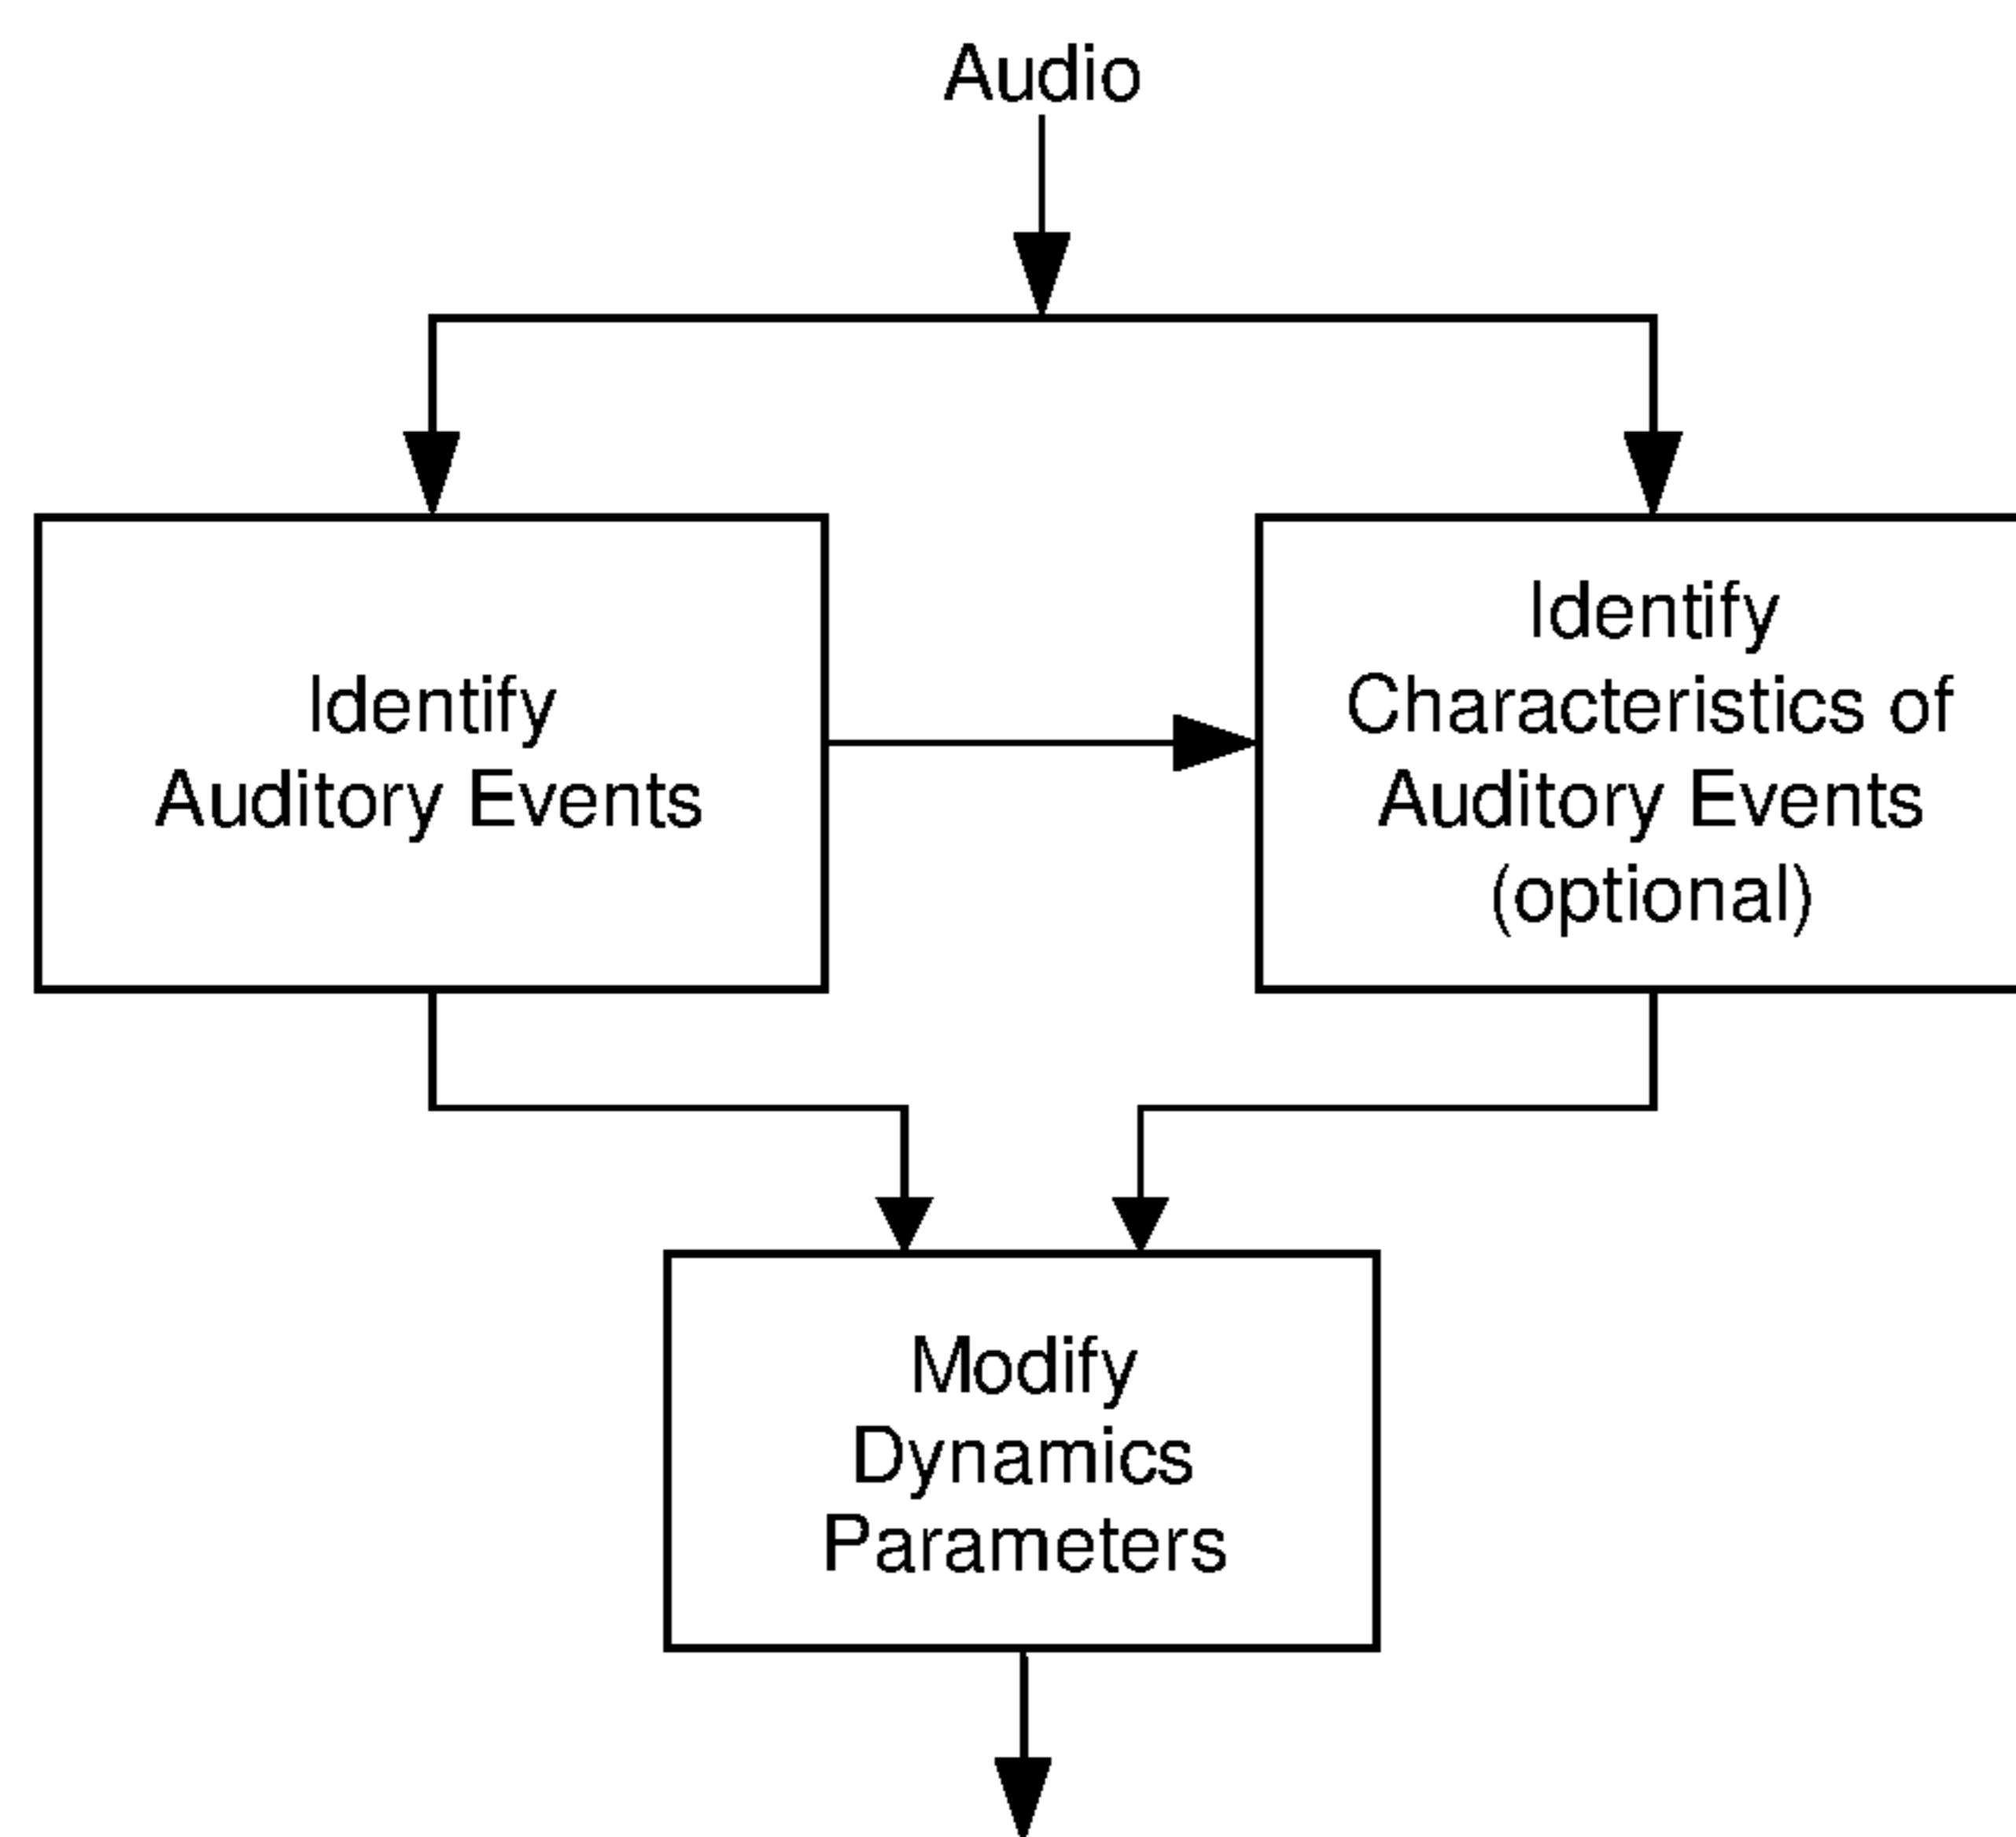 Audio
Identify
Auditory Events
Identify
Characteristics of
Auditory Events
(optional)
Modify
Dynamics
Parameters